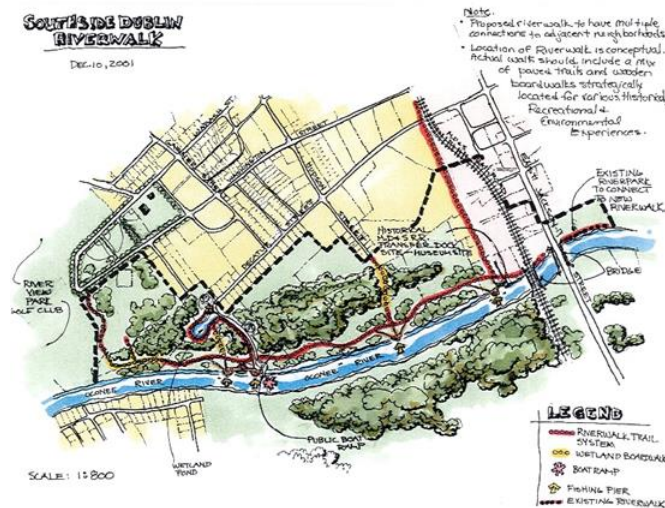 SOUTHSIDE DUBLIN
RIVERWALK
DEC. 10, 2001
Note.
• Proposed riverwalk to have multiple
connections to adjacent neighborhoods
• Location of Riverwalk is conceptual.
Actual walk should include a mix
of paved trails and wooden
boardwalks strategically
located for various Historical
Recreational &
Environmental
Experiences.
EXISTING
RIVERPARK
TO CONNECT
TO NEW
RIVERWALK
HISTORICAL
TRANSFER DOCK
SITE - MUSEUM SITE
BRIDGE
STREET
STREET
STREET
RIVER
VIEW
PARK
GOLF CLUB
OCONEE RIVER
OCONEE RIVER
PUBLIC BOAT
RAMP
WETLAND
POND
SCALE: 1:800
LEGEND
RIVERWALK TRAIL
SYSTEM
WETLAND BOARDWALK
BOAT RAMP
FISHING PIER
EXISTING RIVERWALK